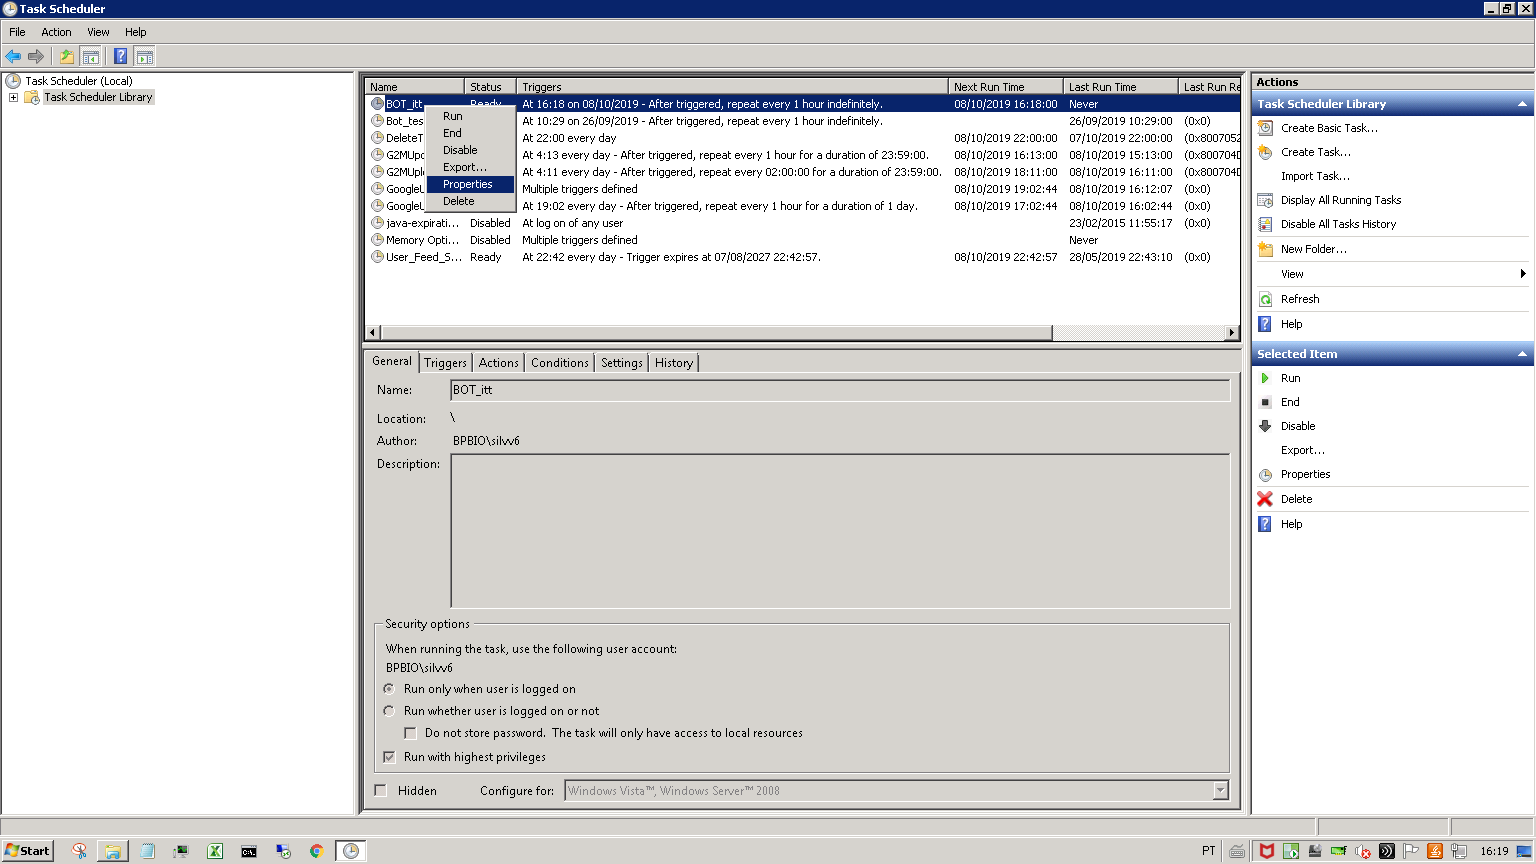 Task Scheduler
File Action View Help
Task Scheduler (Local)
Task Scheduler Library
Name Status Triggers Next Run Time Last Run Time Last Run Re
BOT_itt Ready At 16:18 on 08/10/2019 - After triggered, repeat every 1 hour indefinitely. 08/10/2019 16:18:00 Never
Bot_tes At 10:29 on 26/09/2019 - After triggered, repeat every 1 hour indefinitely. 26/09/2019 10:29:00 (0x0)
DeleteT At 22:00 every day 08/10/2019 22:00:00 07/10/2019 22:00:00 (0x8007052
G2MUpd At 4:13 every day - After triggered, repeat every 1 hour for a duration of 23:59:00. 08/10/2019 16:13:00 08/10/2019 15:13:00 (0x800704D
G2MUplo At 4:11 every day - After triggered, repeat every 02:00:00 for a duration of 23:59:00. 08/10/2019 18:11:00 08/10/2019 16:11:00 (0x800704D
GoogleU Multiple triggers defined 08/10/2019 19:02:44 08/10/2019 16:12:07 (0x0)
GoogleU At 19:02 every day - After triggered, repeat every 1 hour for a duration of 1 day. 08/10/2019 17:02:44 08/10/2019 16:02:44 (0x0)
java-expirati... Disabled At log on of any user 23/02/2015 11:55:17 (0x0)
Memory Opti... Disabled Multiple triggers defined Never
User_Feed_S... Ready At 22:42 every day - Trigger expires at 07/08/2027 22:42:57. 08/10/2019 22:42:57 28/05/2019 22:43:10 (0x0)
Run
End
Disable
Export...
Properties
Delete
General Triggers Actions Conditions Settings History
Name: BOT_itt
Location: \
Author: BPBIO\silvv6
Description:
Security options
When running the task, use the following user account:
BPBIO\silvv6
Run only when user is logged on
Run whether user is logged on or not
Do not store password. The task will only have access to local resources
Run with highest privileges
Hidden Configure for: Windows Vista™, Windows Server™ 2008
Actions
Task Scheduler Library
Create Basic Task...
Create Task...
Import Task...
Display All Running Tasks
Disable All Tasks History
New Folder...
View
Refresh
Help
Selected Item
Run
End
Disable
Export...
Properties
Delete
Help
Start PT 16:19